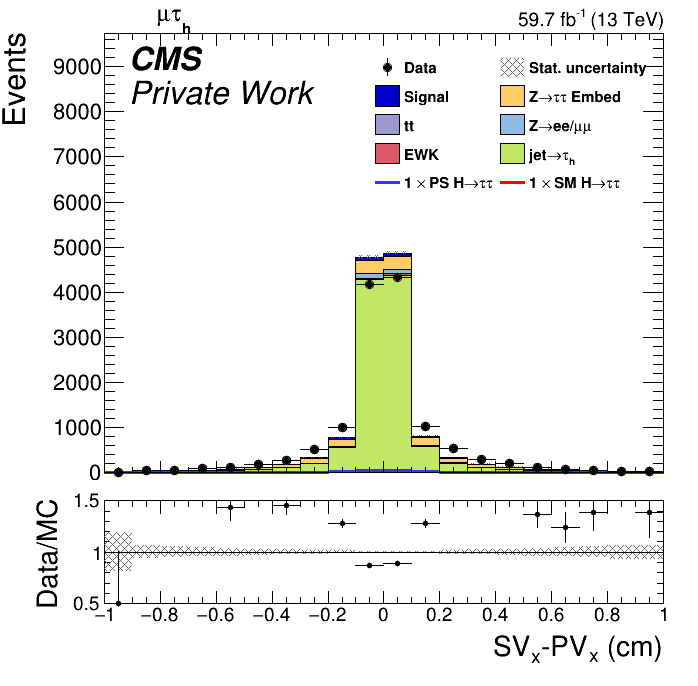 μτh 59.7 fb⁻¹ (13 TeV)
CMS
Private Work
Data
Stat. uncertainty
Signal
Z→ττ Embed
tt
Z→ee/μμ
EWK
jet→τh
1 × PS H→ττ
1 × SM H→ττ
Events
9000
8000
7000
6000
5000
4000
3000
2000
1000
0
Data/MC
1.5
1
0.5
−1 −0.8 −0.6 −0.4 −0.2 0 0.2 0.4 0.6 0.8 1
SVx-PVx (cm)